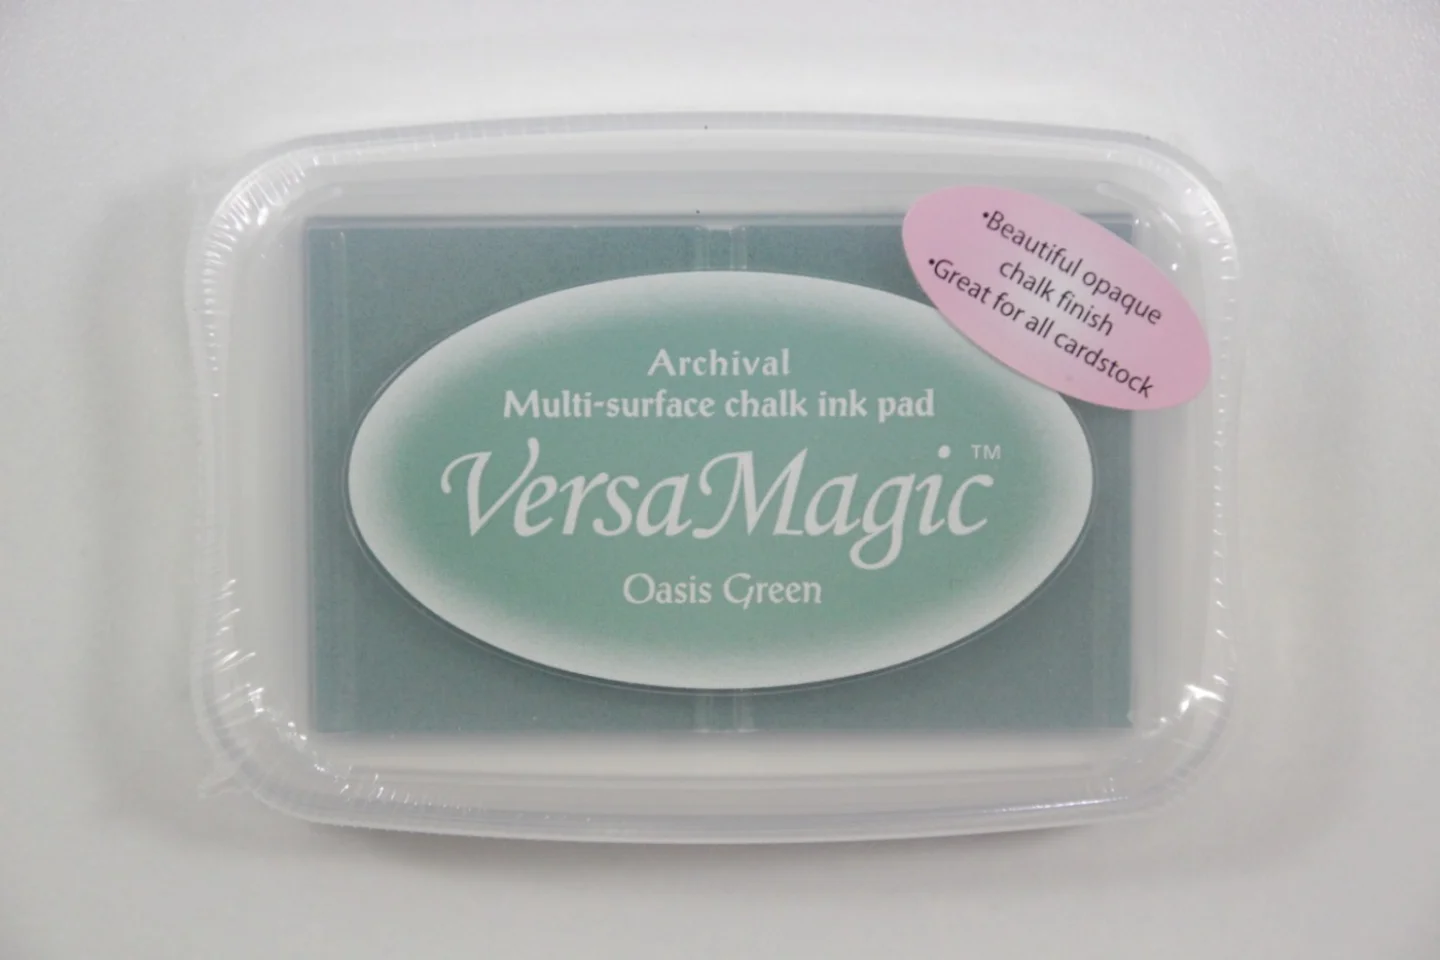 •Beautiful opaque
chalk finish
•Great for all cardstock
Archival
Multi-surface chalk ink pad
VersaMagic™
Oasis Green